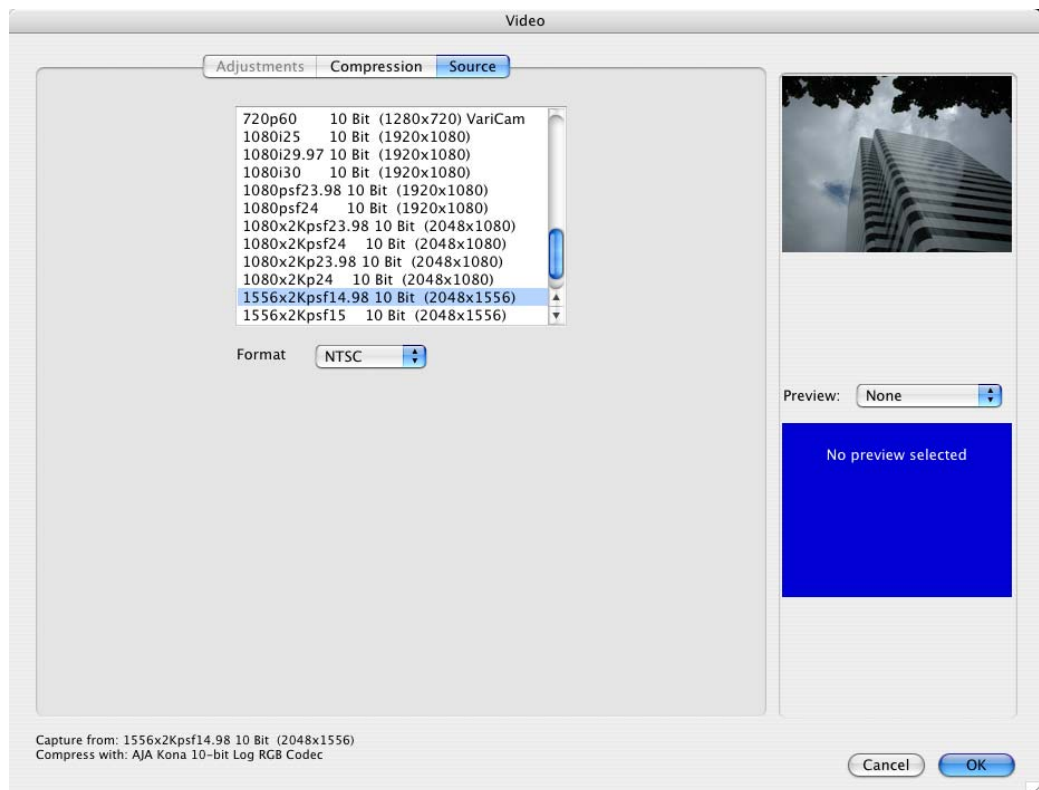 Video
Adjustments Compression Source
720p60 10 Bit (1280x720) VariCam
1080i25 10 Bit (1920x1080)
1080i29.97 10 Bit (1920x1080)
1080i30 10 Bit (1920x1080)
1080psf23.98 10 Bit (1920x1080)
1080psf24 10 Bit (1920x1080)
1080x2Kpsf23.98 10 Bit (2048x1080)
1080x2Kpsf24 10 Bit (2048x1080)
1080x2Kp23.98 10 Bit (2048x1080)
1080x2Kp24 10 Bit (2048x1080)
1556x2Kpsf14.98 10 Bit (2048x1556)
1556x2Kpsf15 10 Bit (2048x1556)
Format NTSC
Preview: None
No preview selected
Capture from: 1556x2Kpsf14.98 10 Bit (2048x1556)
Compress with: AJA Kona 10-bit Log RGB Codec
Cancel OK